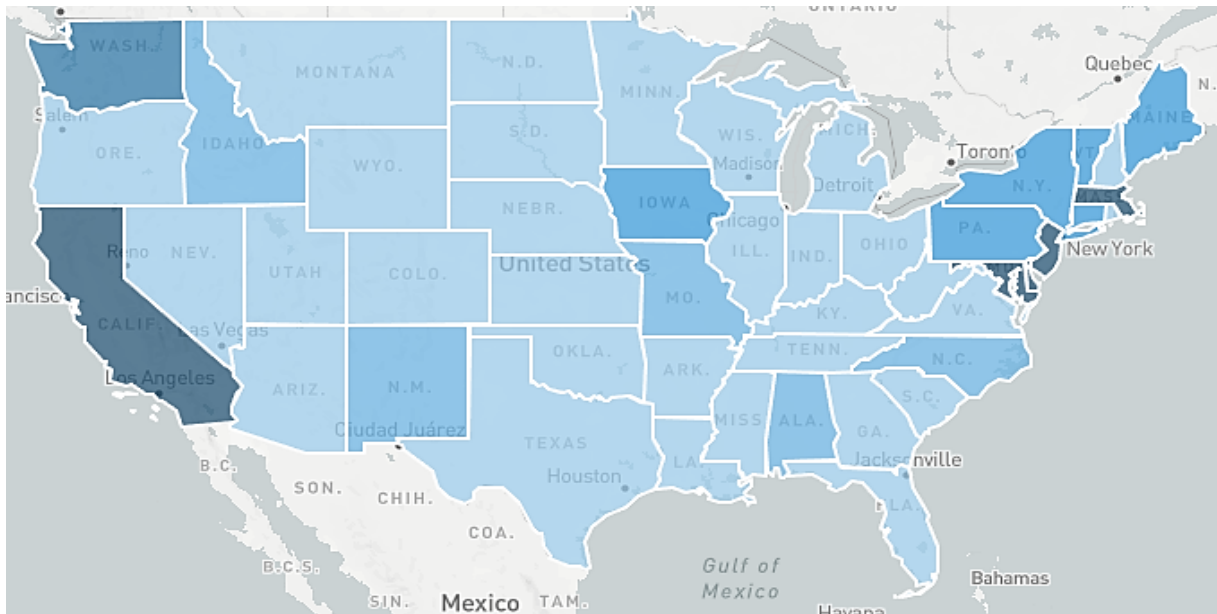 ONTARIO
WASH.
MONTANA
N.D.
MINN.
Quebec
N.
Salem
ORE.
IDAHO
S.D.
WIS.
MICH.
Toronto
VT.
MAINE
WYO.
Madison
Detroit
N.Y.
MASS.
NEBR.
IOWA
Chicago
PA.
New York
Reno
NEV.
UTAH
COLO.
United States
ILL.
IND.
OHIO
ancisc
CALIF.
Las Vegas
MO.
KY.
VA.
Los Angeles
ARIZ.
N.M.
OKLA.
ARK.
TENN.
N.C.
S.C.
Ciudad Juárez
TEXAS
MISS
ALA.
GA.
B.C.
Houston
LA.
Jacksonville
SON.
CHIH.
FLA.
COA.
B.C.S.
Gulf of
Mexico
Bahamas
SIN.
Mexico
TAM.
Havana